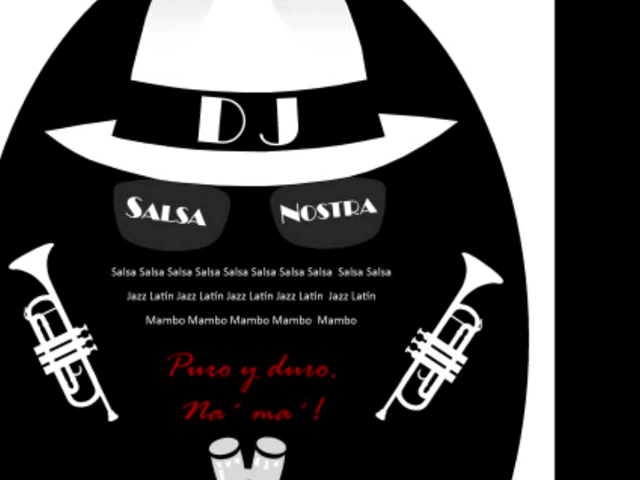 DJ
SALSA NOSTRA
Salsa Salsa Salsa Salsa Salsa Salsa Salsa Salsa Salsa Salsa
Jazz Latin Jazz Latin Jazz Latin Jazz Latin Jazz Latin
Mambo Mambo Mambo Mambo Mambo
Puro y duro.
Na´ ma´!